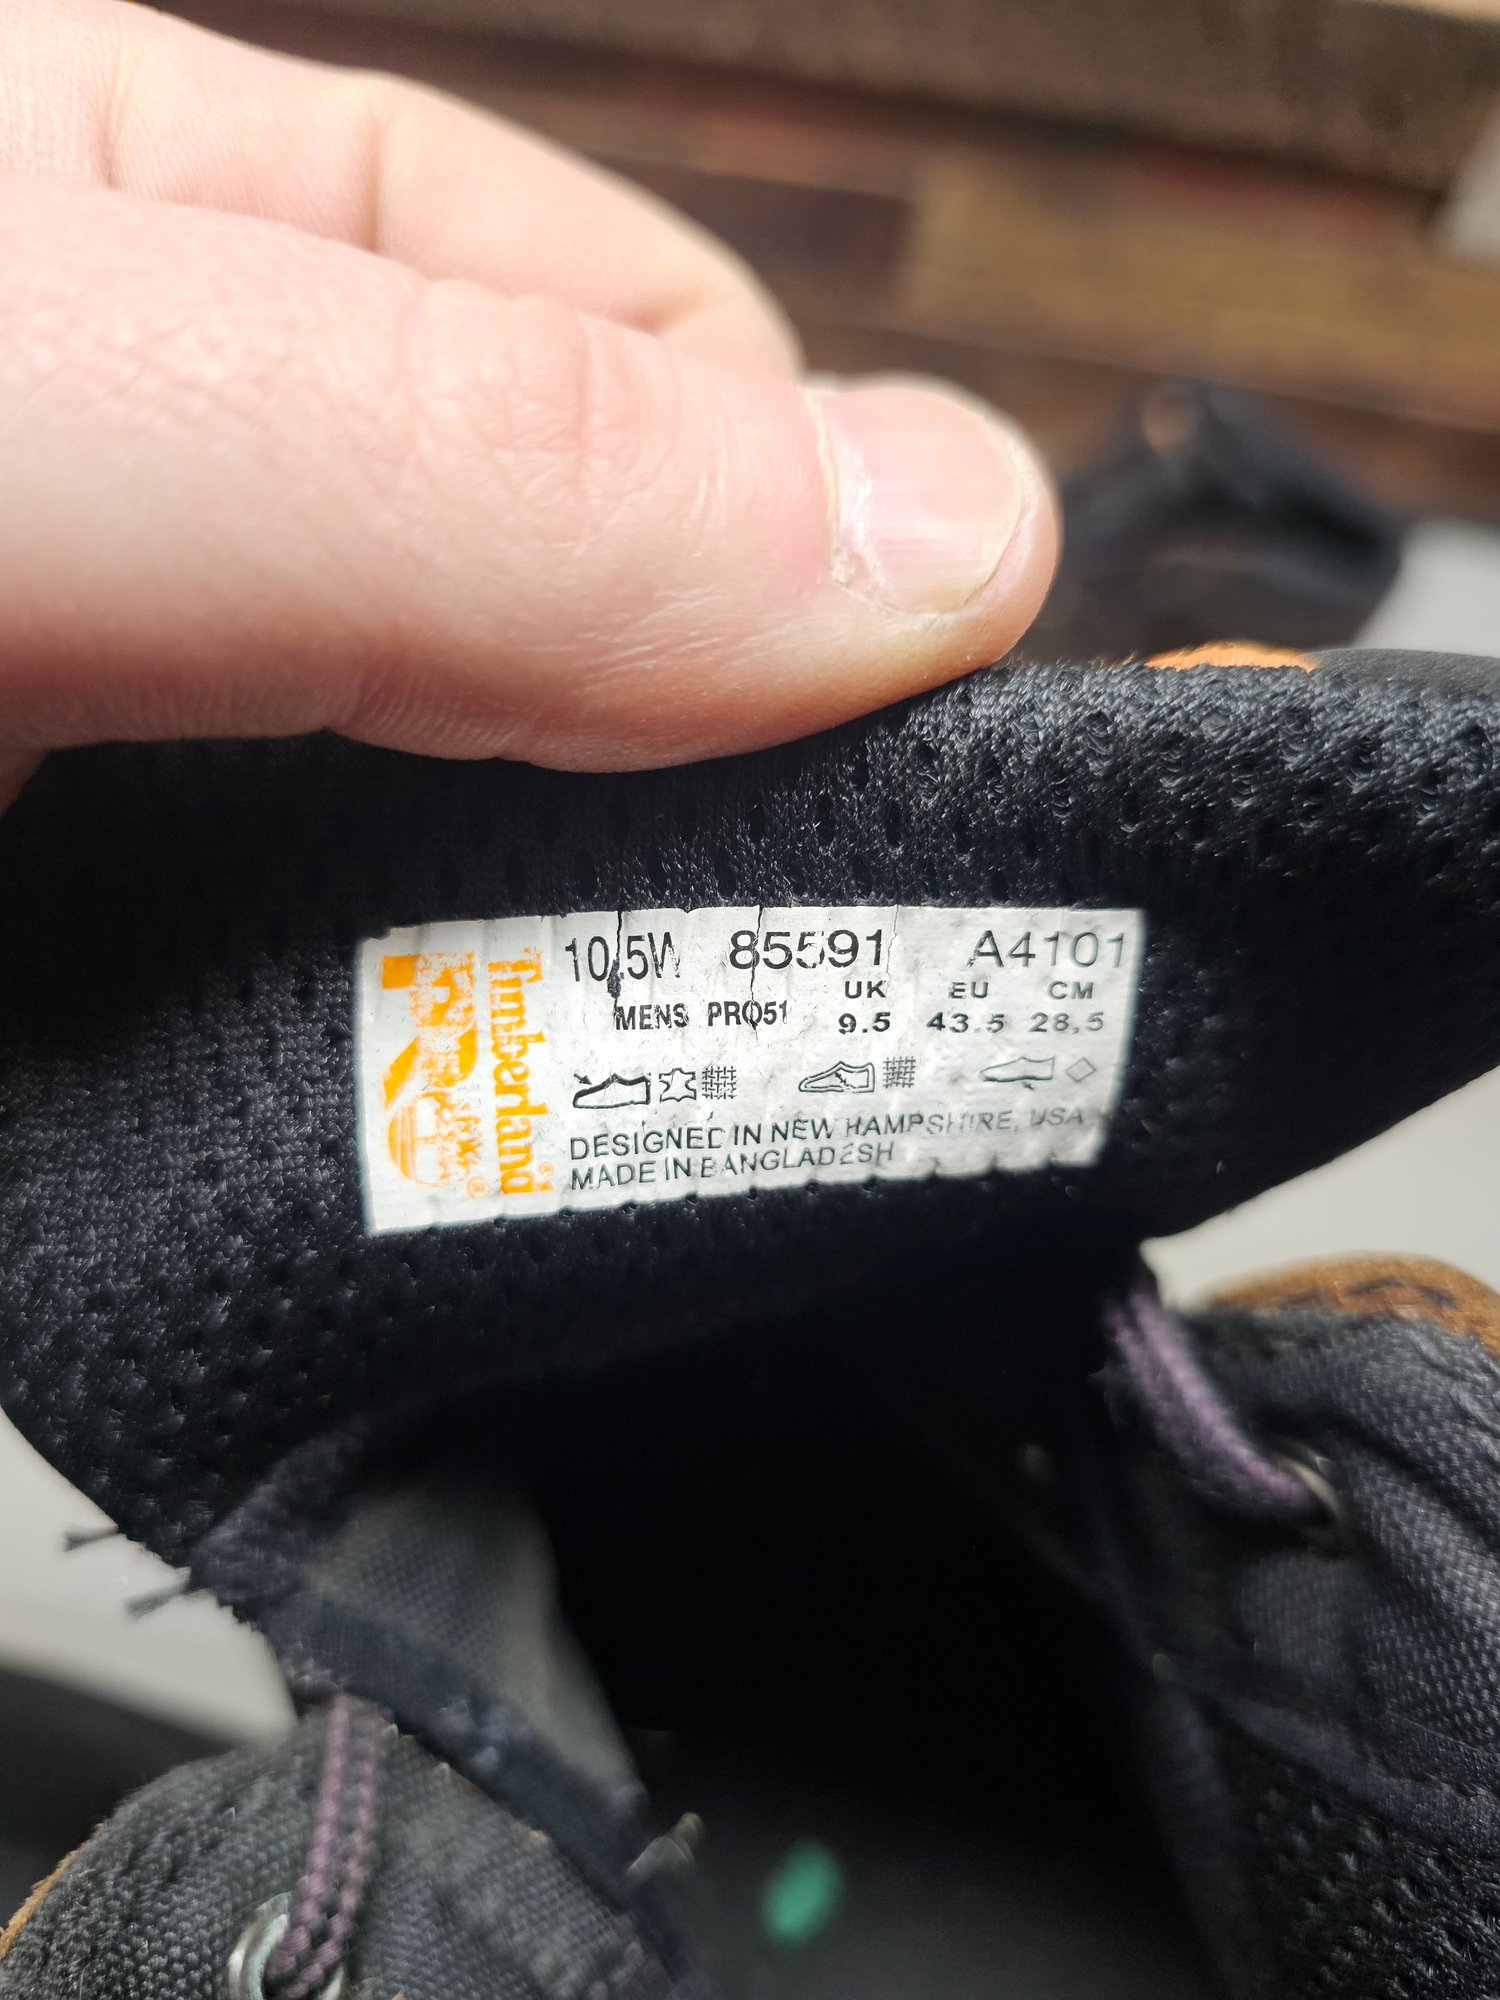 10.5W 85591 A4101
MENS PRO51 UK EU CM
9.5 43.5 28,5
DESIGNED IN NEW HAMPSHIRE, USA
MADE IN BANGLADESH
PRO
Timberland